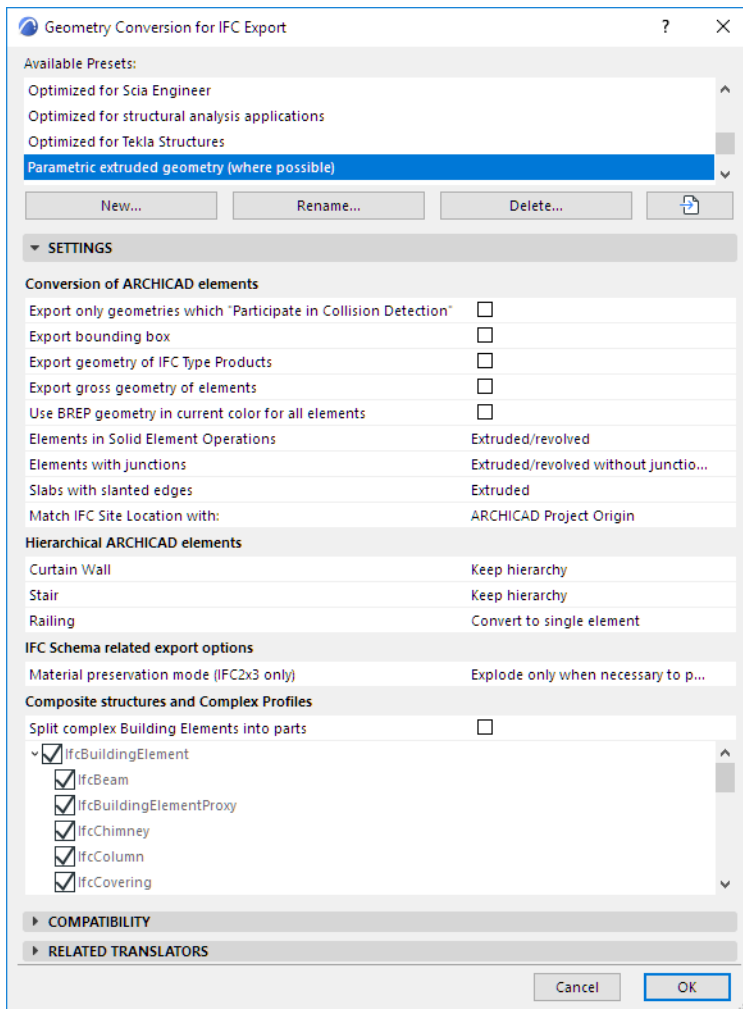 Geometry Conversion for IFC Export ?
Available Presets:
Optimized for Scia Engineer
Optimized for structural analysis applications
Optimized for Tekla Structures
Parametric extruded geometry (where possible)
New... Rename... Delete...
SETTINGS
Conversion of ARCHICAD elements
Export only geometries which "Participate in Collision Detection"
Export bounding box
Export geometry of IFC Type Products
Export gross geometry of elements
Use BREP geometry in current color for all elements
Elements in Solid Element Operations Extruded/revolved
Elements with junctions Extruded/revolved without junctio...
Slabs with slanted edges Extruded
Match IFC Site Location with: ARCHICAD Project Origin
Hierarchical ARCHICAD elements
Curtain Wall Keep hierarchy
Stair Keep hierarchy
Railing Convert to single element
IFC Schema related export options
Material preservation mode (IFC2x3 only) Explode only when necessary to p...
Composite structures and Complex Profiles
Split complex Building Elements into parts
IfcBuildingElement
IfcBeam
IfcBuildingElementProxy
IfcChimney
IfcColumn
IfcCovering
COMPATIBILITY
RELATED TRANSLATORS
Cancel OK